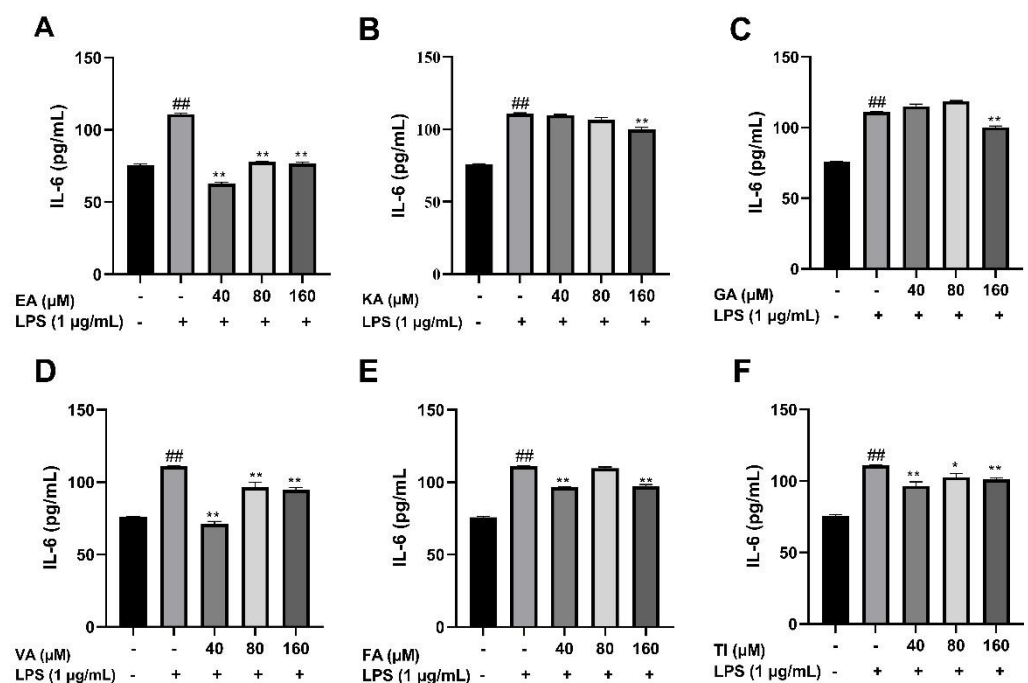 A
IL-6 (pg/mL)
150
100
50
0
##
**
**
**
EA (μM) - - 40 80 160
LPS (1 μg/mL) - + + + +
B
IL-6 (pg/mL)
150
100
50
0
##
**
KA (μM) - - 40 80 160
LPS (1 μg/mL) - + + + +
C
IL-6 (pg/mL)
150
100
50
0
##
**
GA (μM) - - 40 80 160
LPS (1 μg/mL) - + + + +
D
IL-6 (pg/mL)
150
100
50
0
##
**
**
**
VA (μM) - - 40 80 160
LPS (1 μg/mL) - + + + +
E
IL-6 (pg/mL
150
100
50
0
##
**
**
FA (μM) - - 40 80 160
LPS (1 μg/mL) - + + + +
F
IL-6 (pg/mL)
150
100
50
0
##
**
*
**
TI (μM) - - 40 80 160
LPS (1 μg/mL) - + + + +